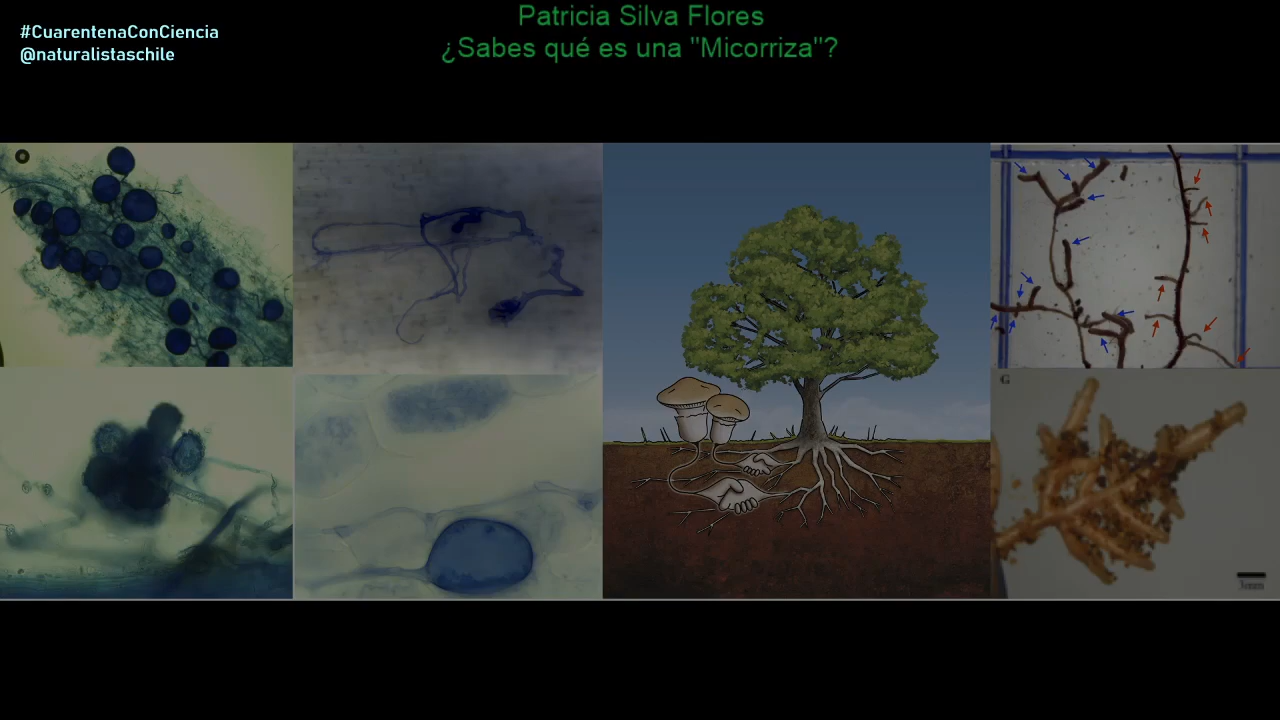 #CuarentenaConCiencia
@naturalistaschile
Patricia Silva Flores
¿Sabes qué es una "Micorriza"?
G